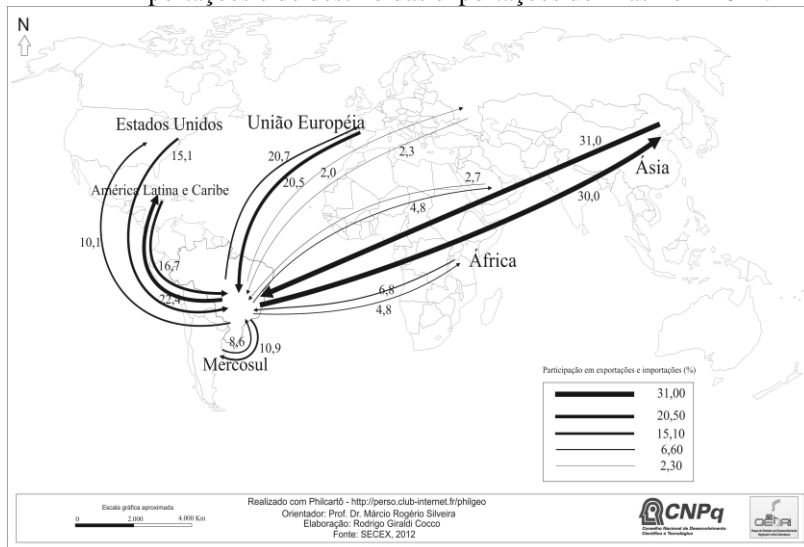 N
Estados Unidos
União Européia
15,1
20,7
20,5
2,0
2,3
31,0
Ásia
América Latina e Caribe
2,7
4,8
30,0
10,1
16,7
22,4
África
6,8
4,8
8,6
10,9
Mercosul
Participação em exportações e importações (%)
31,00
20,50
15,10
6,60
2,30
Escala gráfica aproximada
0 2.000 4.000 Km
Realizado com Philcartô - http://perso.club-internet.fr/philgeo
Orientador: Prof. Dr. Márcio Rogério Silveira
Elaboração: Rodrigo Giraldi Cocco
Fonte: SECEX, 2012
CNPq
Conselho Nacional de Desenvolvimento
Científico e Tecnológico